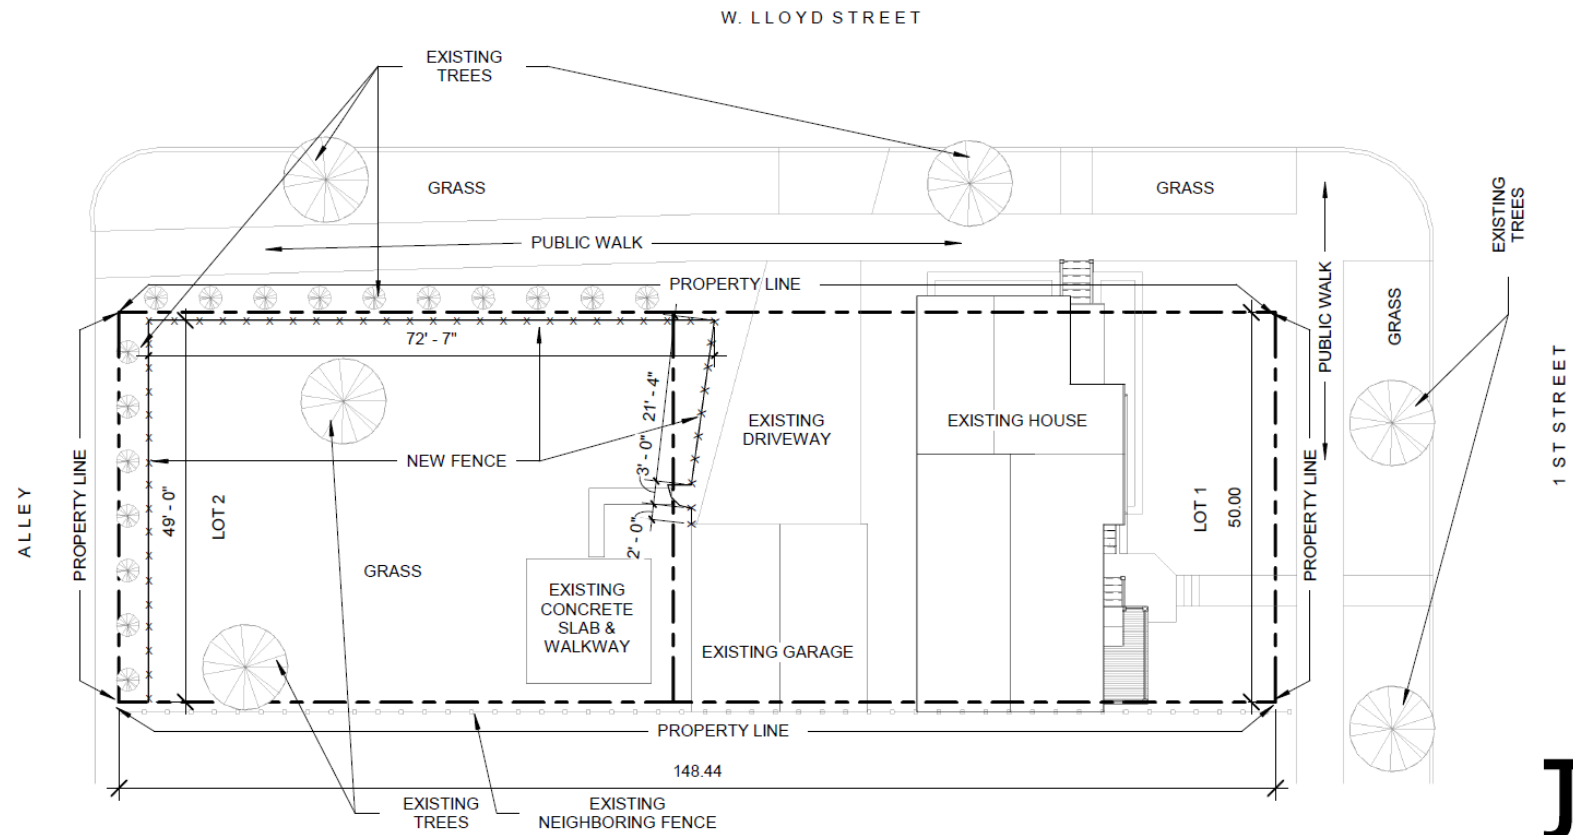 W. LLOYD STREET
EXISTING
TREES
GRASS
GRASS
PUBLIC WALK
EXISTING
TREES
PROPERTY LINE
PUBLIC WALK
GRASS
72' - 7"
21' - 4"
EXISTING
DRIVEWAY
EXISTING HOUSE
1ST STREET
NEW FENCE
3' - 0"
PROPERTY LINE
ALLEY
49' - 0"
LOT 2
LOT 1
50.00
PROPERTY LINE
2' - 0"
GRASS
EXISTING
CONCRETE
SLAB &
WALKWAY
EXISTING GARAGE
PROPERTY LINE
148.44
EXISTING
TREES
EXISTING
NEIGHBORING FENCE
J